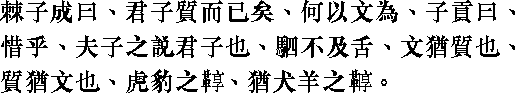 棘子成曰、君子質而已矣、何以文為、子貢曰、
惜乎、夫子之説君子也、駟不及舌、文猶質也、
質猶文也、虎豹之鞟、猶犬羊之鞟。